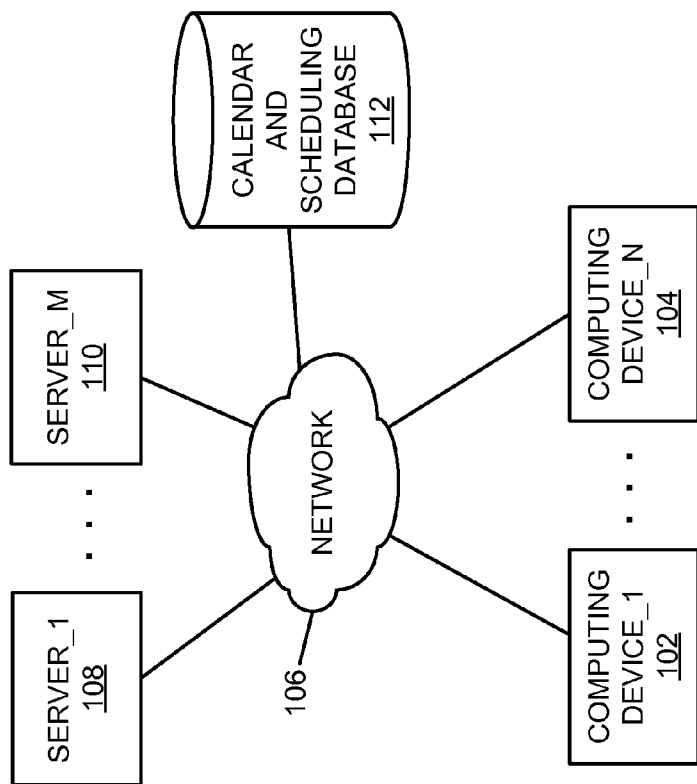 SERVER_1
108
. . .
SERVER_M
110
CALENDAR
AND
SCHEDULING
DATABASE
112
NETWORK
106
COMPUTING
DEVICE_1
102
. . .
COMPUTING
DEVICE_N
104